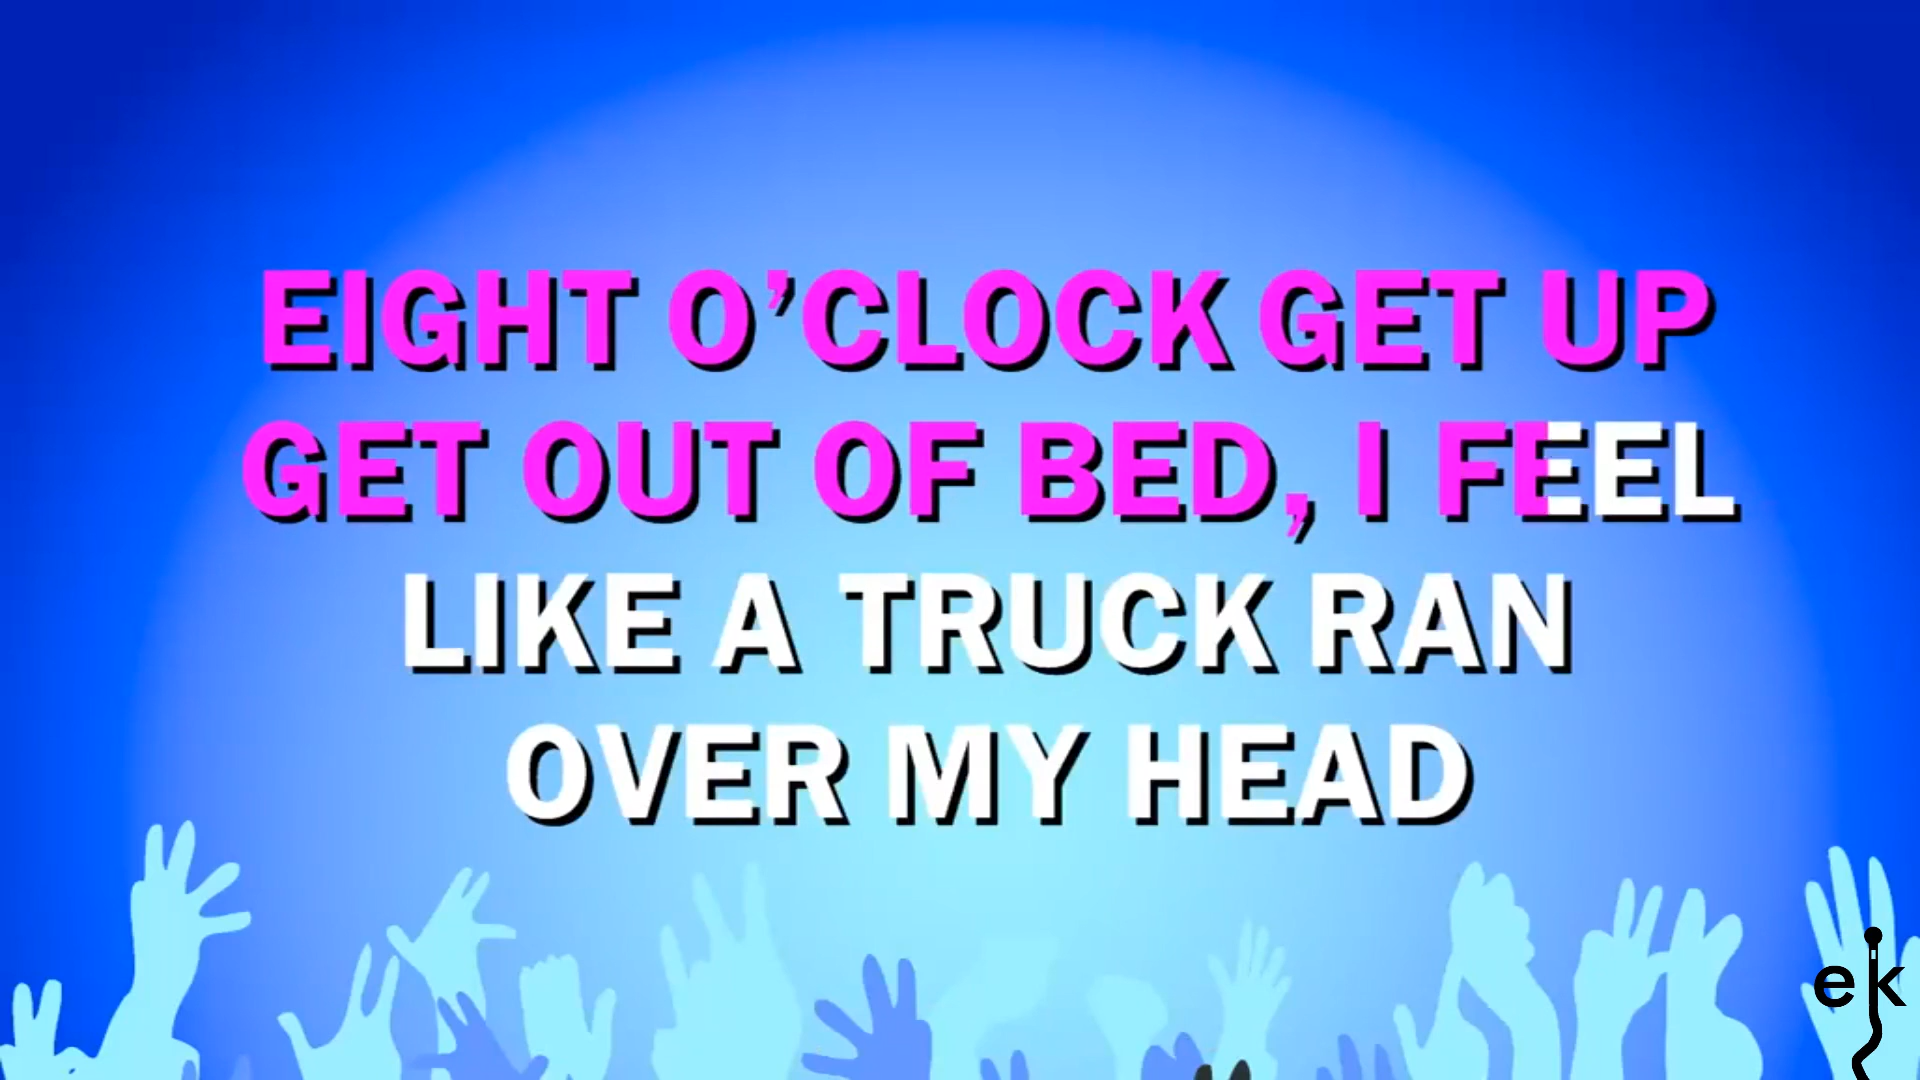 EIGHT O’CLOCK GET UP
GET OUT OF BED, I FEEL
LIKE A TRUCK RAN
OVER MY HEAD
ek